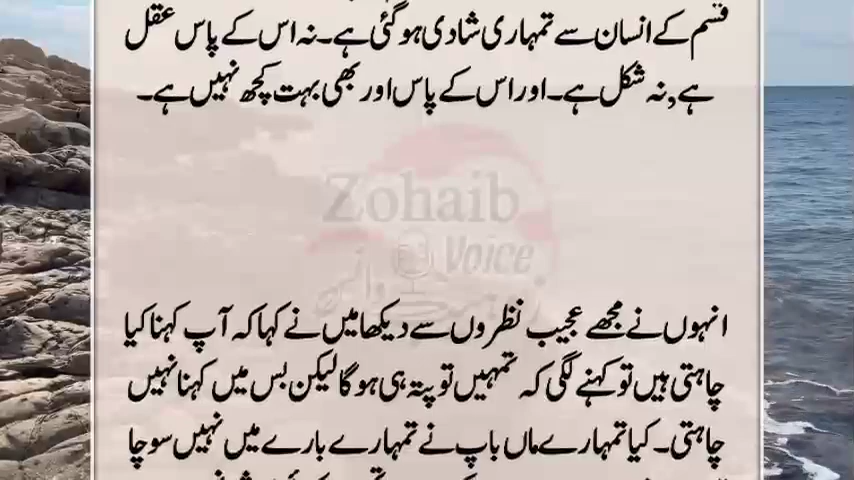 قسم کے انسان سے تمہاری شادی ہو گئی ہے۔ نہ اس کے پاس عقل
ہے, نہ شکل ہے۔ اور اس کے پاس اور بھی بہت کچھ نہیں ہے۔
Zohaib
Voice
انہوں نے مجھے عجیب نظروں سے دیکھا میں نے کہا کہ آپ کہنا کیا
چاہتی ہیں تو کہنے لگی کہ تمہیں تو پتہ ہی ہو گا لیکن بس میں کہنا نہیں
چاہتی۔ کیا تمہارے ماں باپ نے تمہارے بارے میں نہیں سوچا